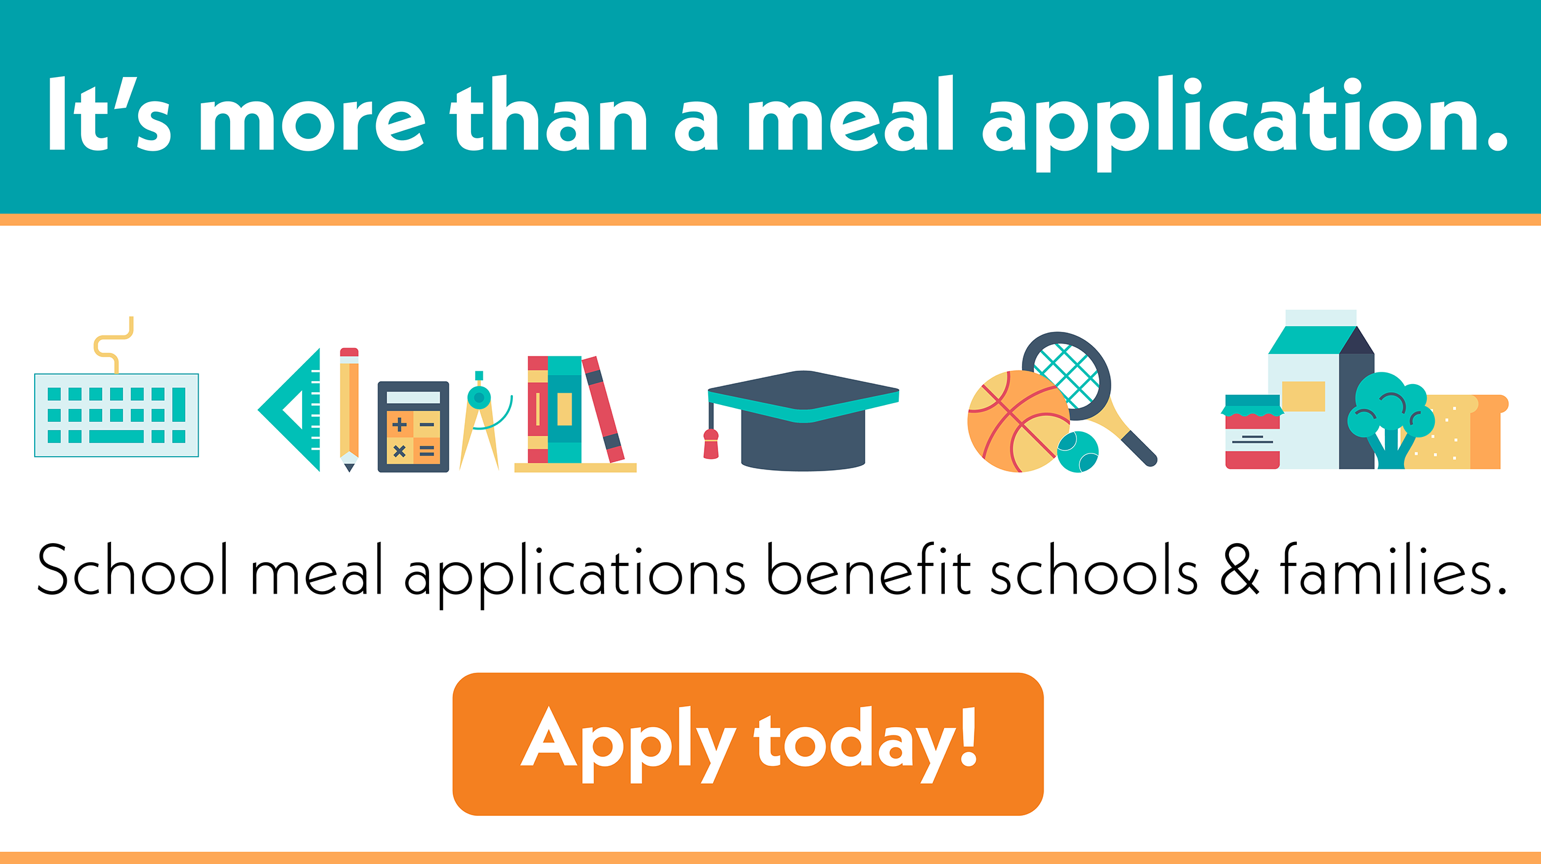 It’s more than a meal application.
School meal applications benefit schools & families.
Apply today!